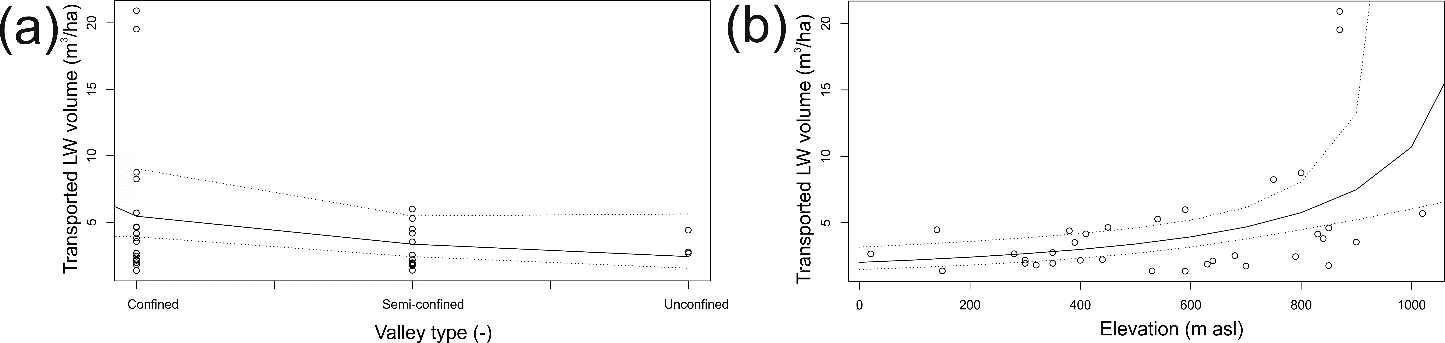 (a)
Transported LW volume (m³/ha)
20
15
10
5
Confined
Semi-confined
Unconfined
Valley type (-)
(b)
Transported LW volume (m³/ha)
20
15
10
5
0
200
400
600
800
1000
Elevation (m asl)